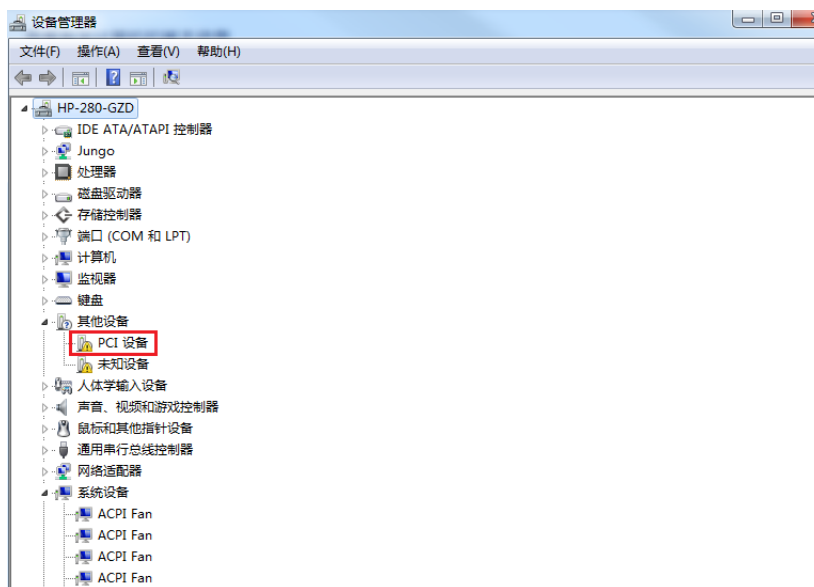 设备管理器
文件(F) 操作(A) 查看(V) 帮助(H)
HP-280-GZD
IDE ATA/ATAPI 控制器
Jungo
处理器
磁盘驱动器
存储控制器
端口 (COM 和 LPT)
计算机
监视器
键盘
其他设备
PCI 设备
未知设备
人体学输入设备
声音、视频和游戏控制器
鼠标和其他指针设备
通用串行总线控制器
网络适配器
系统设备
ACPI Fan
ACPI Fan
ACPI Fan
ACPI Fan